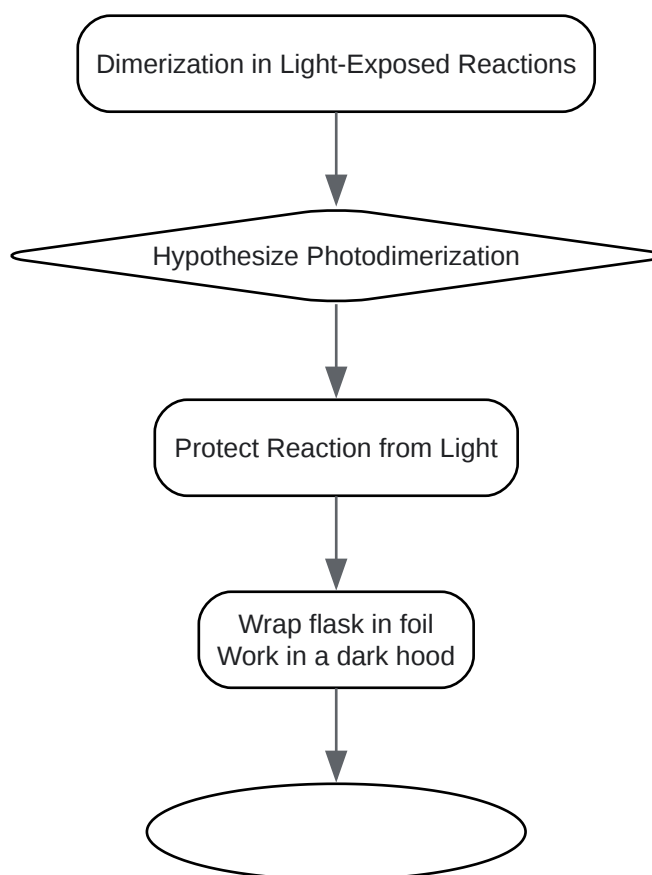 Dimerization in Light-Exposed Reactions
Hypothesize Photodimerization
Protect Reaction from Light
Wrap flask in foil
Work in a dark hood